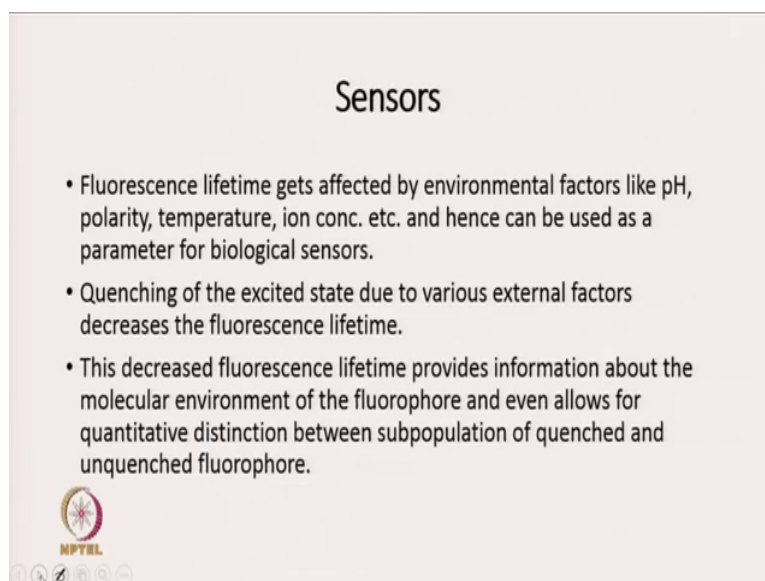 Sensors
• Fluorescence lifetime gets affected by environmental factors like pH,
polarity, temperature, ion conc. etc. and hence can be used as a
parameter for biological sensors.
• Quenching of the excited state due to various external factors
decreases the fluorescence lifetime.
• This decreased fluorescence lifetime provides information about the
molecular environment of the fluorophore and even allows for
quantitative distinction between subpopulation of quenched and
unquenched fluorophore.
NPTEL